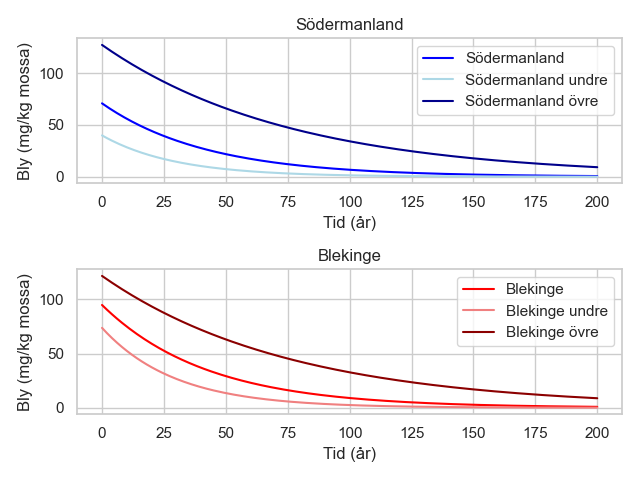 Södermanland
Bly (mg/kg mossa)
100
50
0
Södermanland
Södermanland undre
Södermanland övre
0 25 50 75 100 125 150 175 200
Tid (år)
Blekinge
Bly (mg/kg mossa)
100
50
0
Blekinge
Blekinge undre
Blekinge övre
0 25 50 75 100 125 150 175 200
Tid (år)